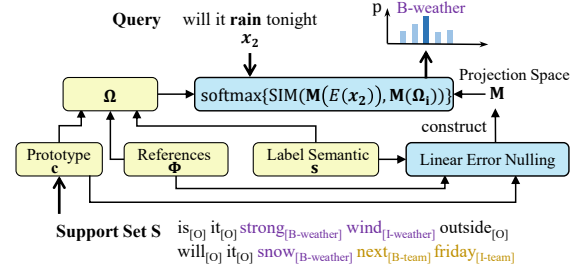 Query will it rain tonight
x₂
p B-weather
Ω
softmax{SIM(M(E(x₂)), M(Ωᵢ))}
Projection Space
M
construct
Prototype
c
References
Φ
Label Semantic
s
Linear Error Nulling
Support Set S
is[O] it[O] strong[B-weather] wind[I-weather] outside[O]
will[O] it[O] snow[B-weather] next[B-team] friday[I-team]